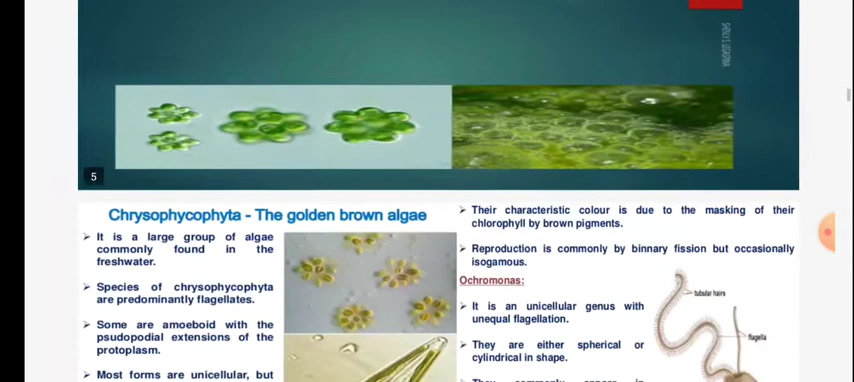 5
Chrysophycophyta - The golden brown algae
➢ It is a large group of algae
commonly found in the
freshwater.
➢ Species of chrysophycophyta
are predominantly flagellates.
➢ Some are amoeboid with the
psudopodial extensions of the
protoplasm.
➢ Most forms are unicellular, but
➢ Their characteristic colour is due to the masking of their
chlorophyll by brown pigments.
➢ Reproduction is commonly by binnary fission but occasionally
isogamous.
Ochromonas:
➢ It is an unicellular genus with
unequal flagellation.
➢ They are either spherical or
cylindrical in shape.
tubular hairs
flagella